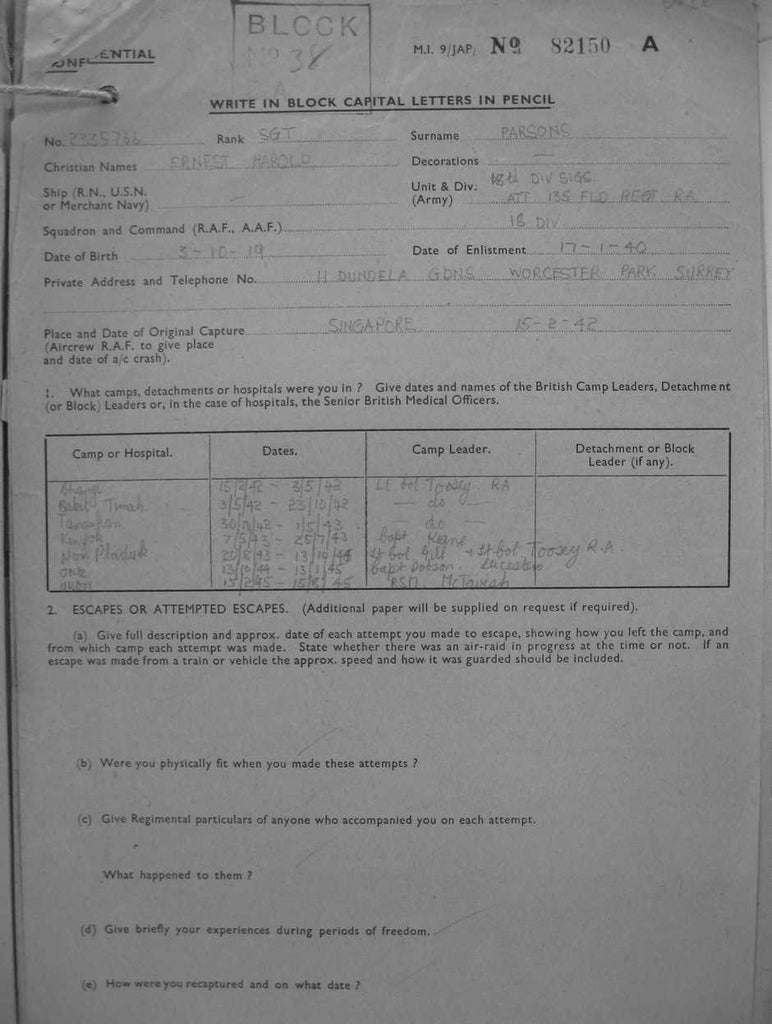 BLOCK
Nº 38
M.I. 9/JAP. Nº 82150 A
WRITE IN BLOCK CAPITAL LETTERS IN PENCIL
No. Rank SGT Surname PARSONS
Christian Names ERNEST HAROLD Decorations —
Ship (R.N., U.S.N. or Merchant Navy)
Unit & Div. (Army) 18th DIV SIGS
ATT 135 FLD REGT RA
Squadron and Command (R.A.F., A.A.F.) 18 DIV
Date of Birth 3-10-19 Date of Enlistment 17-1-40
Private Address and Telephone No. 11 DUNDELA GDNS WORCESTER PARK SURREY
Place and Date of Original Capture SINGAPORE 15-2-42
(Aircrew R.A.F. to give place
and date of a/c crash).
1. What camps, detachments or hospitals were you in ? Give dates and names of the British Camp Leaders, Detachment
(or Block) Leaders or, in the case of hospitals, the Senior British Medical Officers.
Camp or Hospital. Dates. Camp Leader. Detachment or Block Leader (if any).
Changi 15/2/42 - 3/5/42 Lt Col Toosey RA
Bukit Timah 3/5/42 - 23/10/42 — do —
Tamarkan 30/10/42 - 1/5/43 — do —
Kanyok 7/5/43 - 25/7/43 Capt Keane
Non Pladuk 20/8/43 - 13/10/44 Lt Col Gill + Lt Col Toosey R.A.
13/10/44 - 13/1/45 Capt Dobson
15/2/45 - 15/8/45 RSM McTavish
2. ESCAPES OR ATTEMPTED ESCAPES. (Additional paper will be supplied on request if required).
(a) Give full description and approx. date of each attempt you made to escape, showing how you left the camp, and
from which camp each attempt was made. State whether there was an air-raid in progress at the time or not. If an
escape was made from a train or vehicle the approx. speed and how it was guarded should be included.
(b) Were you physically fit when you made these attempts ?
(c) Give Regimental particulars of anyone who accompanied you on each attempt.
What happened to them ?
(d) Give briefly your experiences during periods of freedom.
(e) How were you recaptured and on what date ?